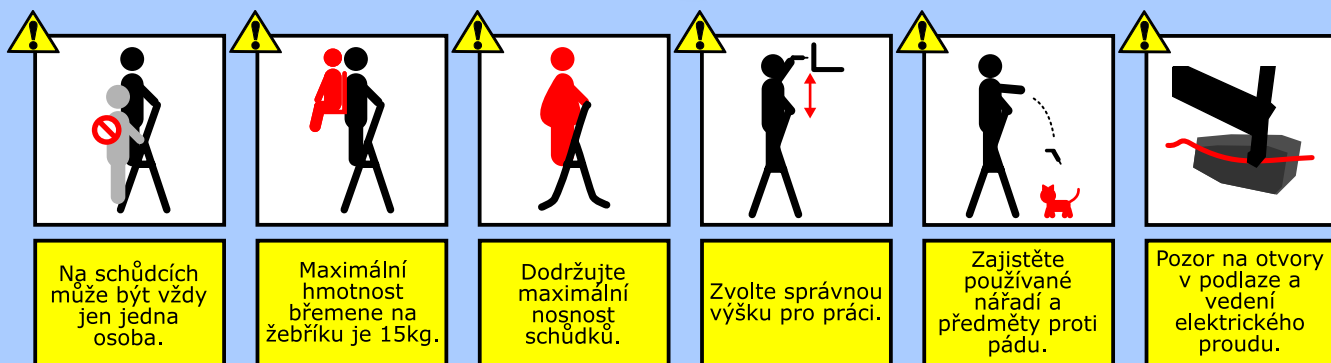 Na schůdcích
může být vždy
jen jedna
osoba.
Maximální
hmotnost
břemene na
žebříku je 15kg.
Dodržujte
maximální
nosnost
schůdků.
Zvolte správnou
výšku pro práci.
Zajistěte
používané
nářadí a
předměty proti
pádu.
Pozor na otvory
v podlaze a
vedení
elektrického
proudu.